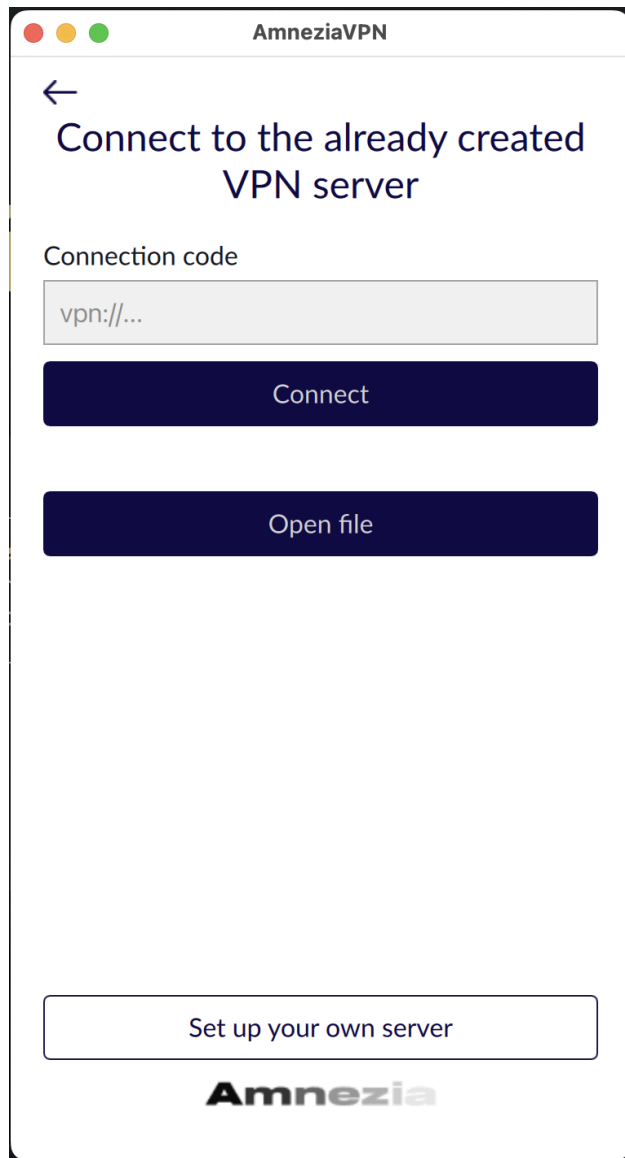 AmneziaVPN
Connect to the already created
VPN server
Connection code
vpn://...
Connect
Open file
Set up your own server
Amnezia